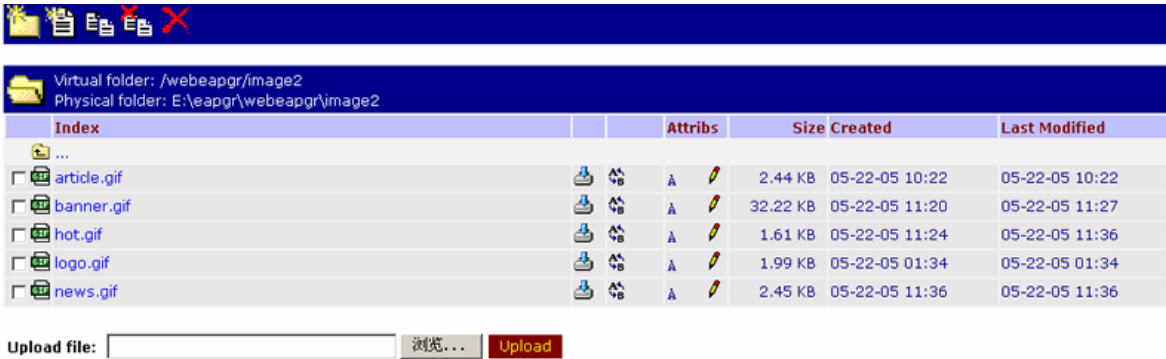 Virtual folder: /webeapgr/image2
Physical folder: E:\eapgr\webeapgr\image2
Index Attribs Size Created Last Modified
...
article.gif A 2.44 KB 05-22-05 10:22 05-22-05 10:22
banner.gif A 32.22 KB 05-22-05 11:20 05-22-05 11:27
hot.gif A 1.61 KB 05-22-05 11:24 05-22-05 11:36
logo.gif A 1.99 KB 05-22-05 01:34 05-22-05 01:34
news.gif A 2.45 KB 05-22-05 11:36 05-22-05 11:36
Upload file: 浏览... Upload